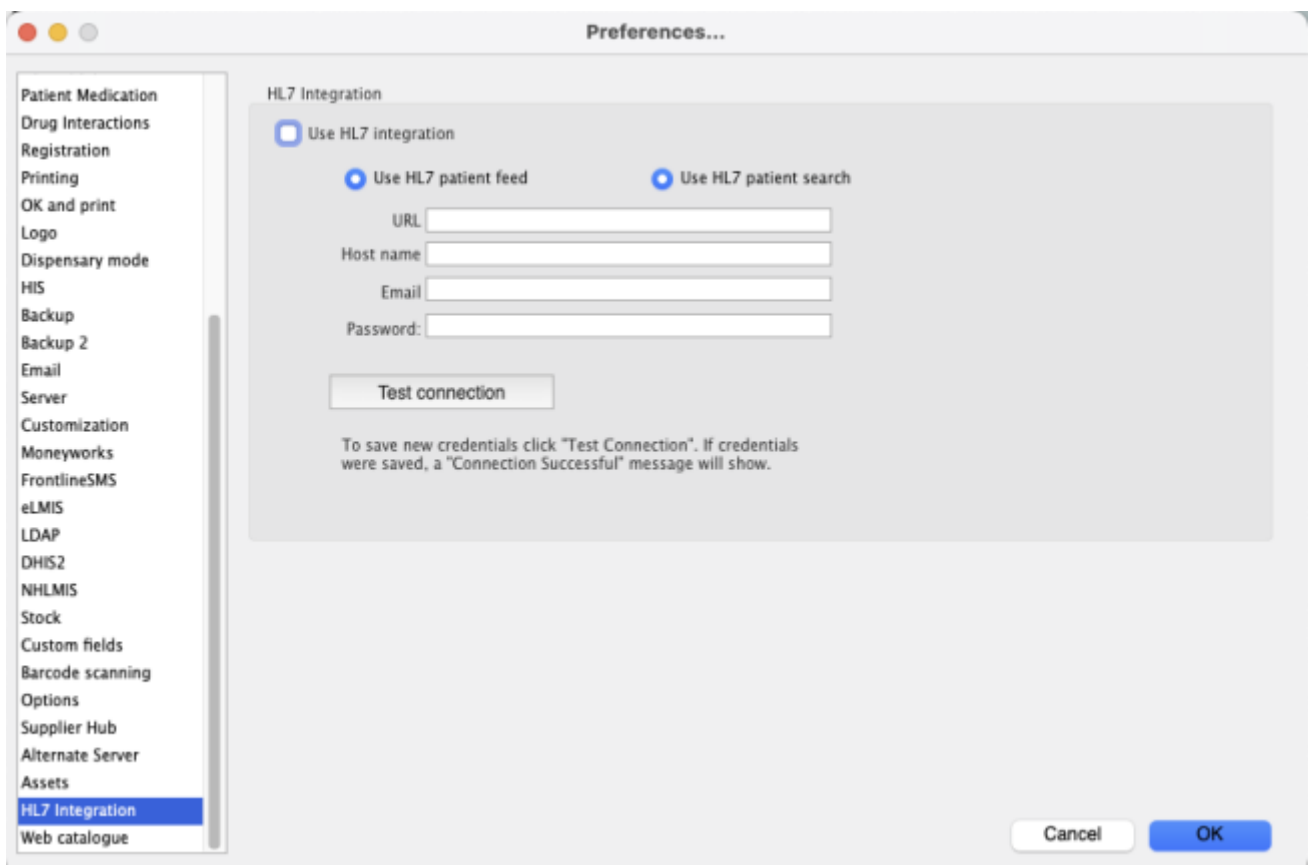 Preferences...
Patient Medication
Drug Interactions
Registration
Printing
OK and print
Logo
Dispensary mode
HIS
Backup
Backup 2
Email
Server
Customization
Moneyworks
FrontlineSMS
eLMIS
LDAP
DHIS2
NHLMIS
Stock
Custom fields
Barcode scanning
Options
Supplier Hub
Alternate Server
Assets
HL7 Integration
Web catalogue
HL7 Integration
Use HL7 integration
Use HL7 patient feed Use HL7 patient search
URL
Host name
Email
Password:
Test connection
To save new credentials click "Test Connection". If credentials
were saved, a "Connection Successful" message will show.
Cancel OK